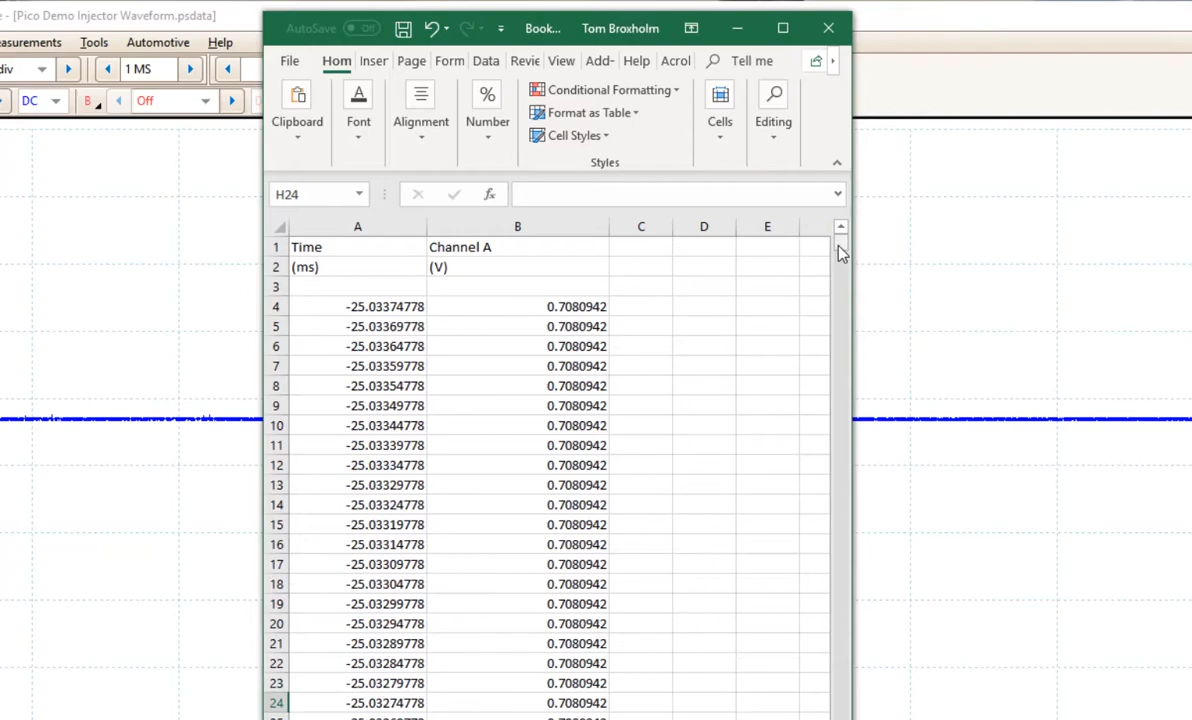 e - [Pico Demo Injector Waveform.psdata]
AutoSave Off Book... Tom Broxholm
easurements Tools Automotive Help
File Hom Inser Page Form Data Revie View Add- Help Acrol Tell me
div 1 MS
DC B Off
Clipboard Font Alignment Number
Conditional Formatting
Format as Table
Cell Styles
Cells Editing
Styles
H24 fx
A B C D E
1 Time Channel A
2 (ms) (V)
3
4 -25.03374778 0.7080942
5 -25.03369778 0.7080942
6 -25.03364778 0.7080942
7 -25.03359778 0.7080942
8 -25.03354778 0.7080942
9 -25.03349778 0.7080942
10 -25.03344778 0.7080942
11 -25.03339778 0.7080942
12 -25.03334778 0.7080942
13 -25.03329778 0.7080942
14 -25.03324778 0.7080942
15 -25.03319778 0.7080942
16 -25.03314778 0.7080942
17 -25.03309778 0.7080942
18 -25.03304778 0.7080942
19 -25.03299778 0.7080942
20 -25.03294778 0.7080942
21 -25.03289778 0.7080942
22 -25.03284778 0.7080942
23 -25.03279778 0.7080942
24 -25.03274778 0.7080942